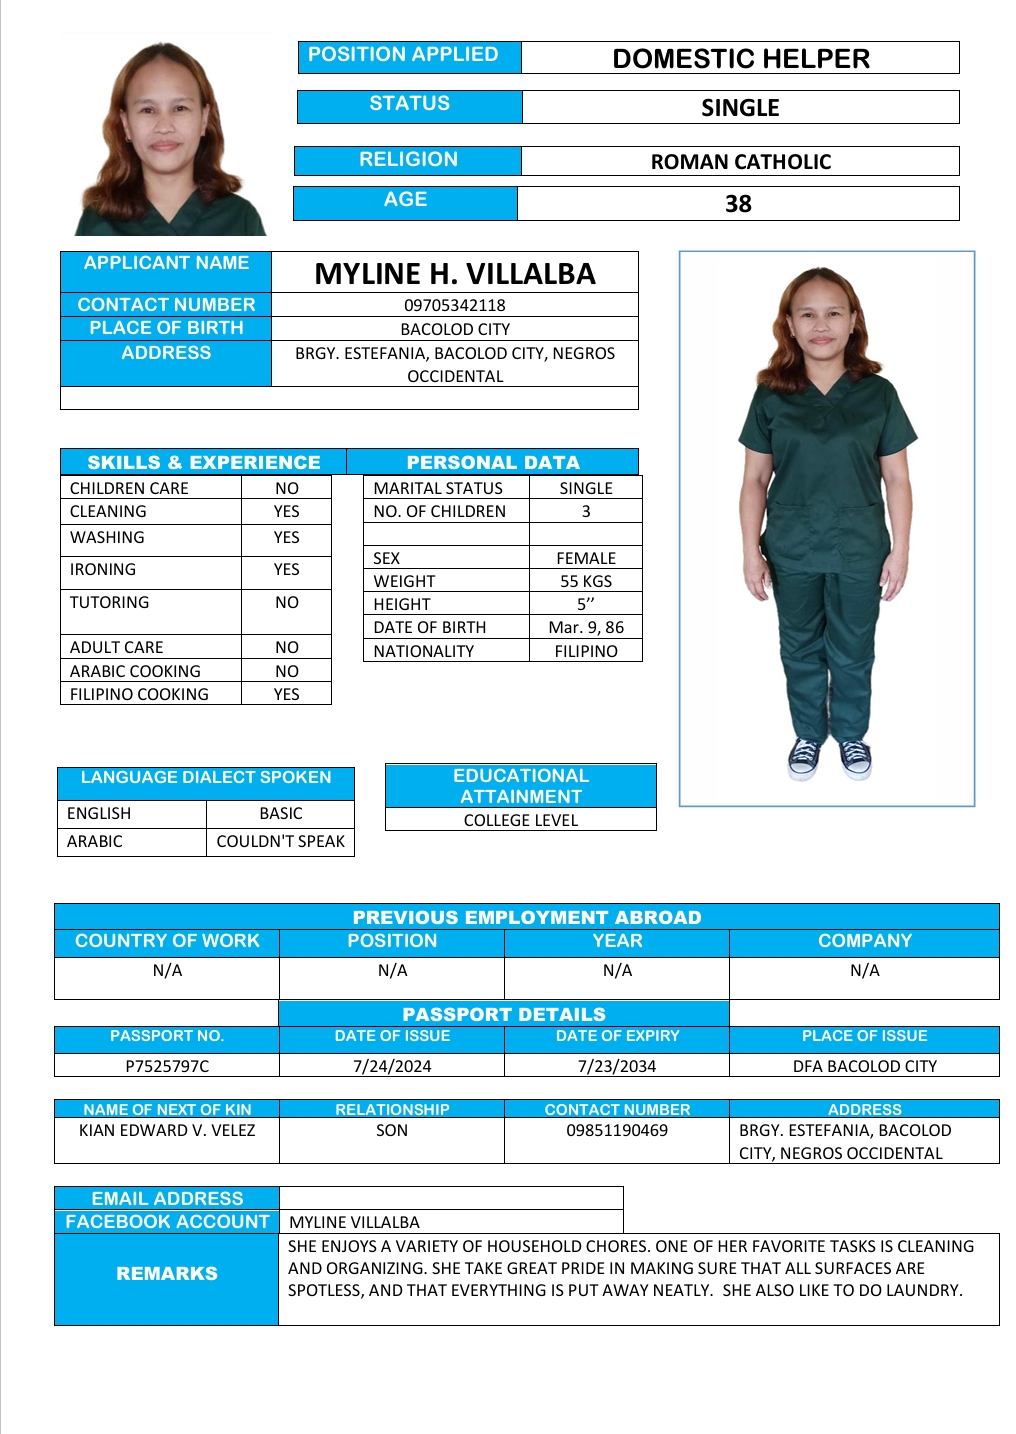 POSITION APPLIED DOMESTIC HELPER
STATUS SINGLE
RELIGION ROMAN CATHOLIC
AGE 38
APPLICANT NAME MYLINE H. VILLALBA
CONTACT NUMBER 09705342118
PLACE OF BIRTH BACOLOD CITY
ADDRESS BRGY. ESTEFANIA, BACOLOD CITY, NEGROS
OCCIDENTAL
SKILLS & EXPERIENCE
CHILDREN CARE NO
CLEANING YES
WASHING YES
IRONING YES
TUTORING NO
ADULT CARE NO
ARABIC COOKING NO
FILIPINO COOKING YES
PERSONAL DATA
MARITAL STATUS SINGLE
NO. OF CHILDREN 3
SEX FEMALE
WEIGHT 55 KGS
HEIGHT 5’’
DATE OF BIRTH Mar. 9, 86
NATIONALITY FILIPINO
LANGUAGE DIALECT SPOKEN
ENGLISH BASIC
ARABIC COULDN'T SPEAK
EDUCATIONAL
ATTAINMENT
COLLEGE LEVEL
PREVIOUS EMPLOYMENT ABROAD
COUNTRY OF WORK POSITION YEAR COMPANY
N/A N/A N/A N/A
PASSPORT DETAILS
PASSPORT NO. DATE OF ISSUE DATE OF EXPIRY PLACE OF ISSUE
P7525797C 7/24/2024 7/23/2034 DFA BACOLOD CITY
NAME OF NEXT OF KIN RELATIONSHIP CONTACT NUMBER ADDRESS
KIAN EDWARD V. VELEZ SON 09851190469 BRGY. ESTEFANIA, BACOLOD
CITY, NEGROS OCCIDENTAL
EMAIL ADDRESS
FACEBOOK ACCOUNT MYLINE VILLALBA
REMARKS
SHE ENJOYS A VARIETY OF HOUSEHOLD CHORES. ONE OF HER FAVORITE TASKS IS CLEANING
AND ORGANIZING. SHE TAKE GREAT PRIDE IN MAKING SURE THAT ALL SURFACES ARE
SPOTLESS, AND THAT EVERYTHING IS PUT AWAY NEATLY. SHE ALSO LIKE TO DO LAUNDRY.